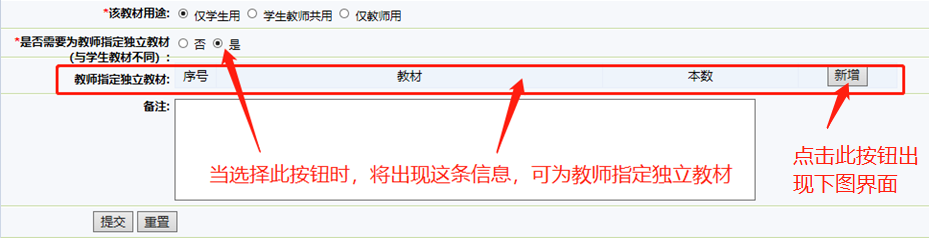 *该教材用途: 仅学生用 学生教师共用 仅教师用
*是否需要为教师指定独立教材 否 是
(与学生教材不同):
教师指定独立教材: 序号 教材 本数 新增
备注:
当选择此按钮时，将出现这条信息，可为教师指定独立教材
点击此按钮出
现下图界面
提交 重置